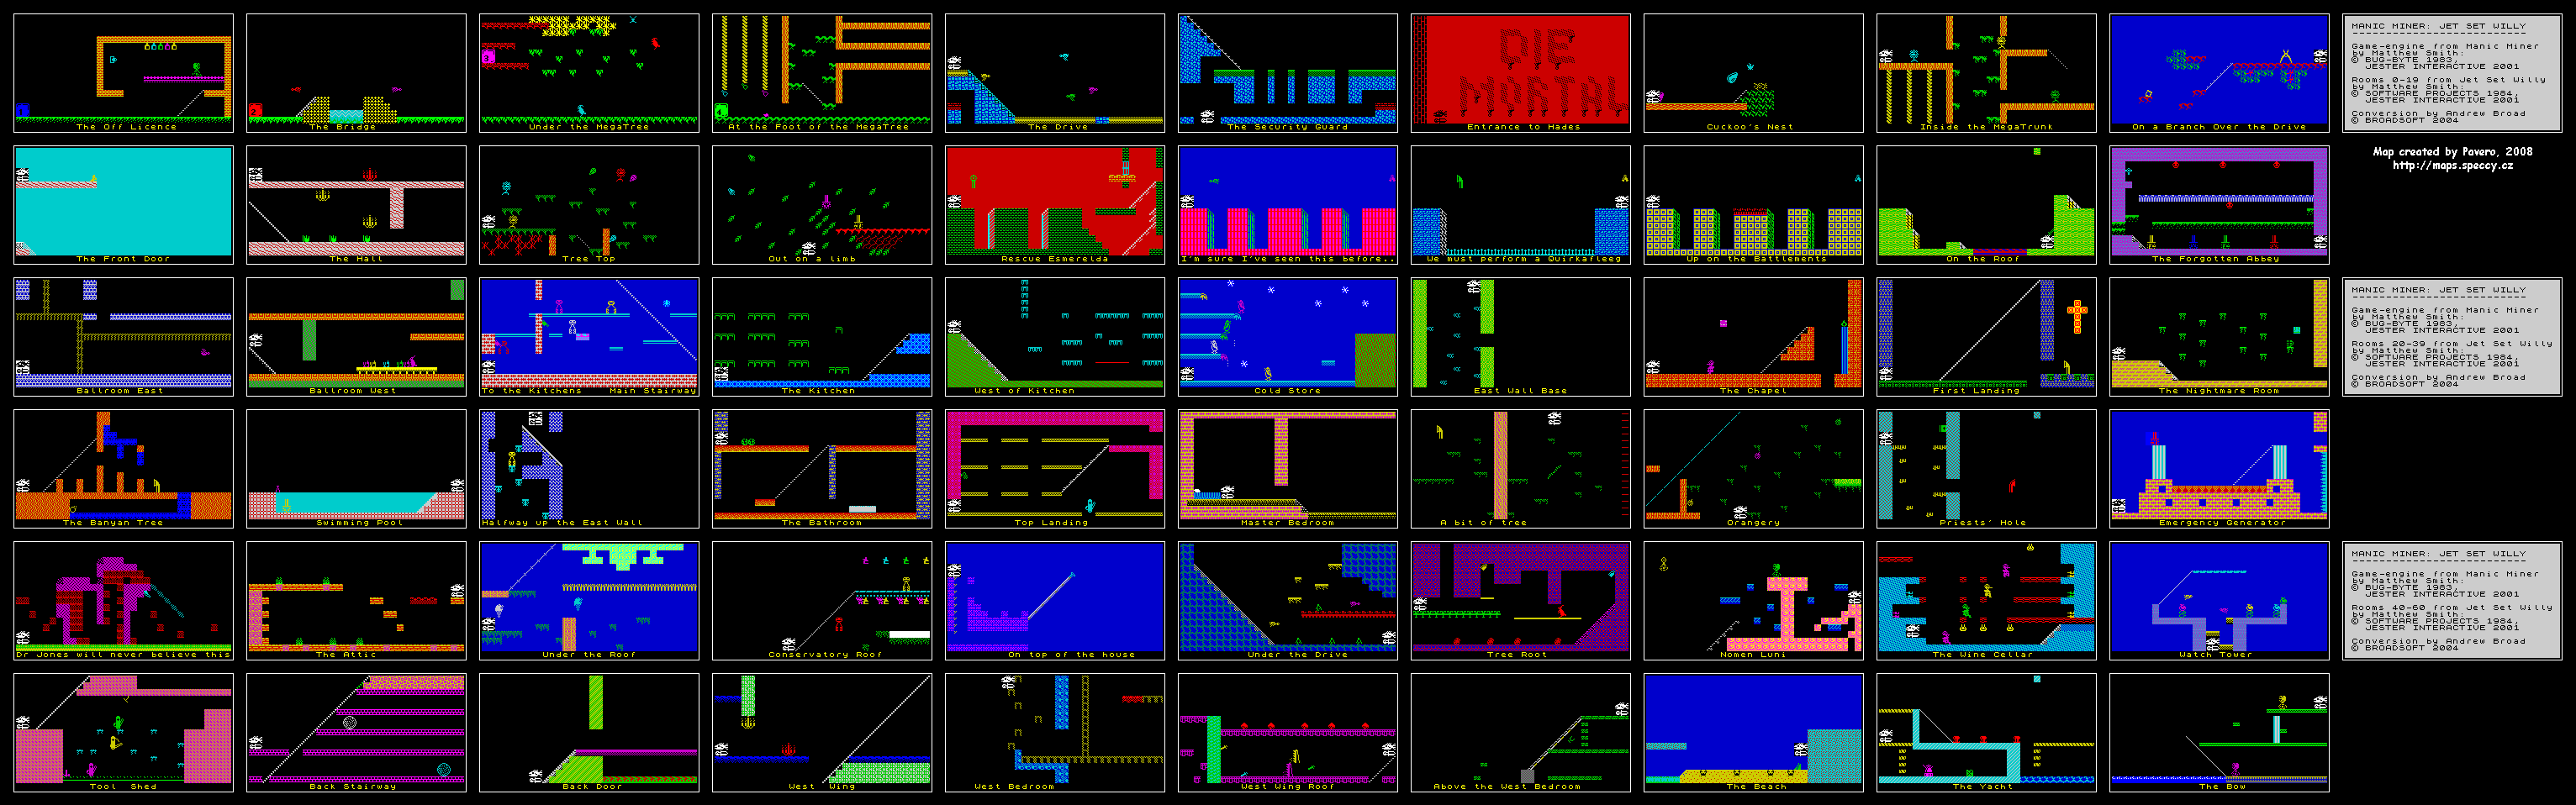 DIE
MORTAL
The Off Licence
The Bridge
Under the MegaTree
At the Foot of the MegaTree
The Drive
The Security Guard
Entrance to Hades
Cuckoo's Nest
Inside the MegaTrunk
On a Branch Over the Drive
MANIC MINER: JET SET WILLY
Game-engine from Manic Miner
by Matthew Smith:
© BUG-BYTE 1983,
JESTER INTERACTIVE 2001
Rooms 0-19 from Jet Set Willy
by Matthew Smith:
© SOFTWARE PROJECTS 1984,
JESTER INTERACTIVE 2001
Conversion by Andrew Broad
© BROADSOFT 2004
The Front Door
The Hall
Tree Top
Out on a limb
Rescue Esmerelda
I'm sure I've seen this before..
We must perform a Quirkafleeg
Up on the Battlements
On the Roof
The Forgotten Abbey
Map created by Pavero, 2008
http://maps.speccy.cz
Ballroom East
Ballroom West
To the Kitchens Main Stairway
The Kitchen
West of Kitchen
Cold Store
East Wall Base
The Chapel
First Landing
The Nightmare Room
MANIC MINER: JET SET WILLY
Game-engine from Manic Miner
by Matthew Smith:
© BUG-BYTE 1983,
JESTER INTERACTIVE 2001
Rooms 20-39 from Jet Set Willy
by Matthew Smith:
© SOFTWARE PROJECTS 1984,
JESTER INTERACTIVE 2001
Conversion by Andrew Broad
© BROADSOFT 2004
The Banyan Tree
Swimming Pool
Halfway up the East Wall
The Bathroom
Top Landing
Master Bedroom
A bit of tree
Orangery
Priests' Hole
Emergency Generator
Dr Jones will never believe this
The Attic
Under the Roof
Conservatory Roof
On top of the house
Under the Drive
Tree Root
Nomen Luni
The Wine Cellar
Watch Tower
MANIC MINER: JET SET WILLY
Game-engine from Manic Miner
by Matthew Smith:
© BUG-BYTE 1983,
JESTER INTERACTIVE 2001
Rooms 40-60 from Jet Set Willy
by Matthew Smith:
© SOFTWARE PROJECTS 1984,
JESTER INTERACTIVE 2001
Conversion by Andrew Broad
© BROADSOFT 2004
Tool Shed
Back Stairway
Back Door
West Wing
West Bedroom
West Wing Roof
Above the West Bedroom
The Beach
The Yacht
The Bow